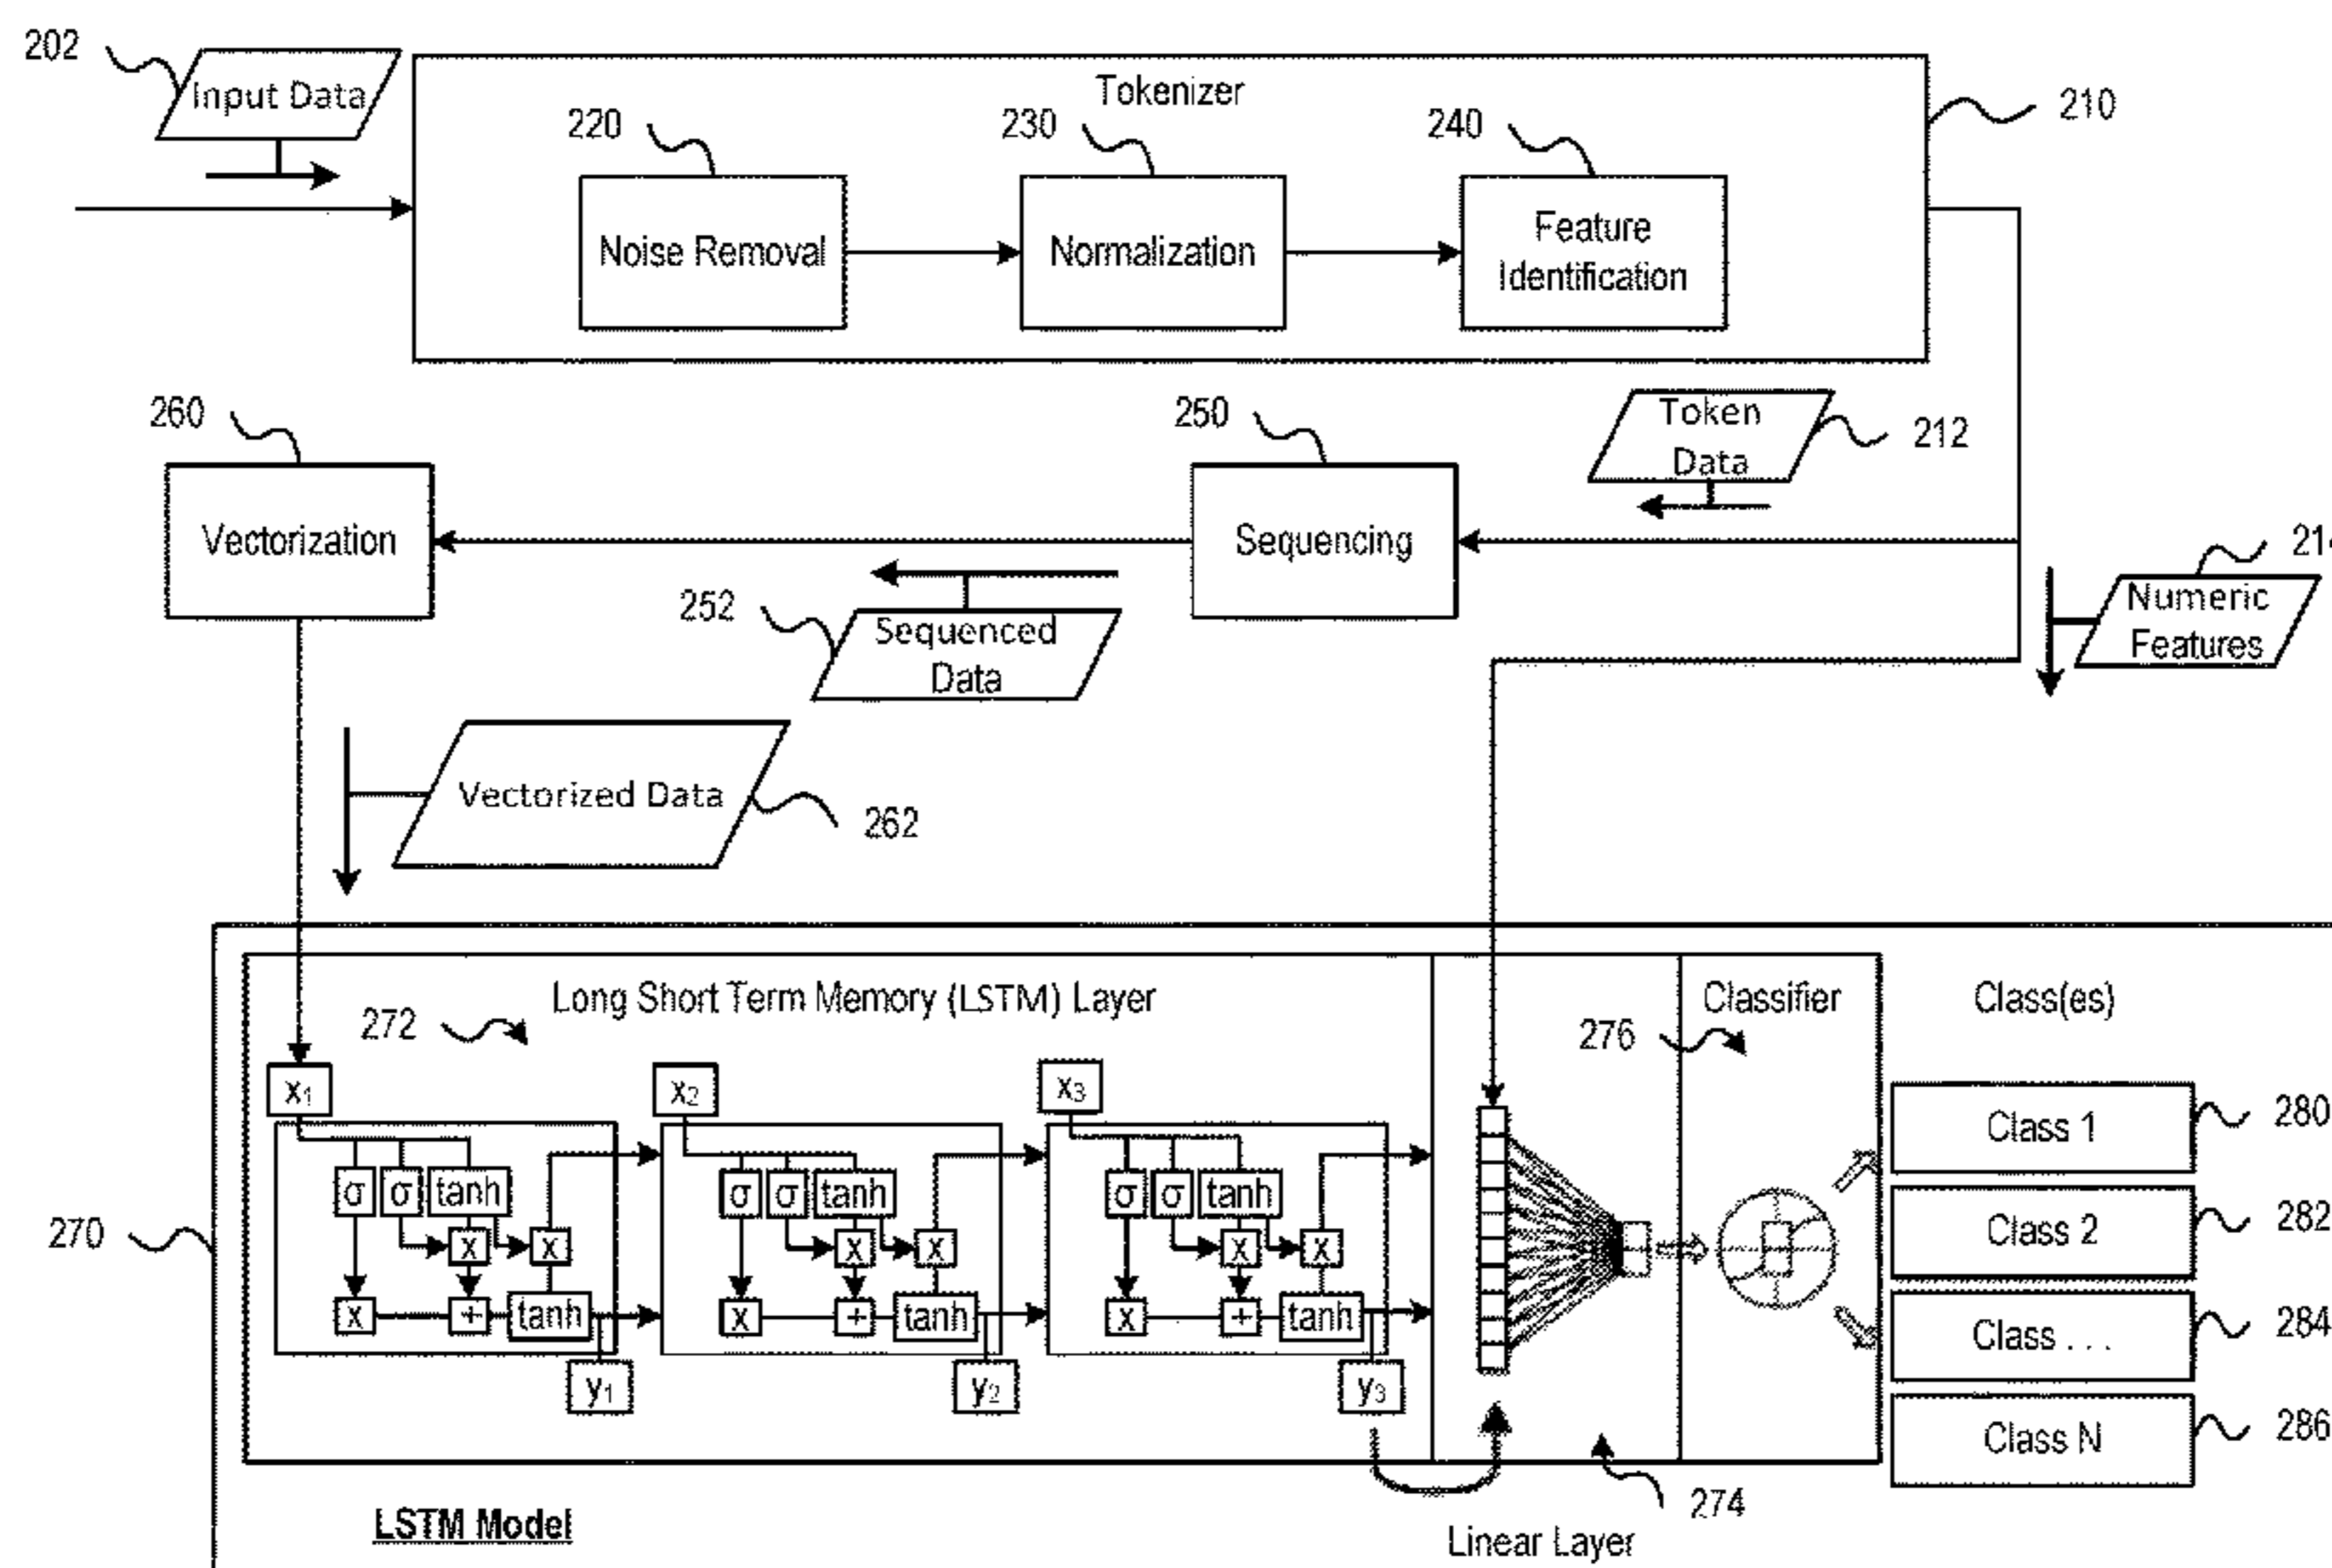 202
Input Data
Tokenizer
210
220
230
240
Noise Removal
Normalization
Feature
Identification
260
250
Token
Data
212
Vectorization
Sequencing
214
Numeric
Features
252
Sequenced
Data
Vectorized Data
262
Long Short Term Memory (LSTM) Layer
272
Classifier
276
Class(es)
x1
x2
x3
σ σ tanh
σ σ tanh
σ σ tanh
X X
X X
X X
X + tanh
X + tanh
X + tanh
y1
y2
y3
270
Class 1
280
Class 2
282
Class . . .
284
Class N
286
274
LSTM Model
Linear Layer